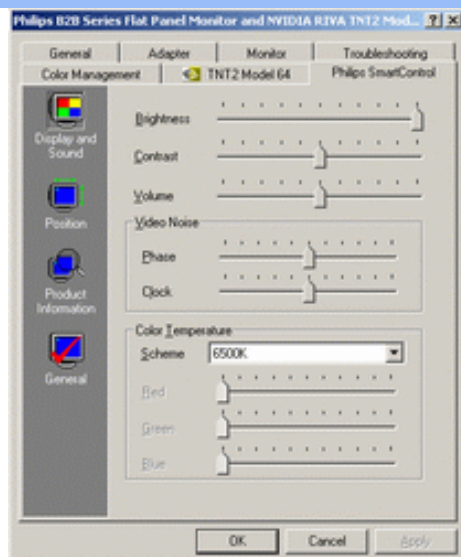 Philips B2B Series Flat Panel Monitor and NVIDIA RIVA TNT2 Mod...
General Adapter Monitor Troubleshooting
Color Management TNT2 Model 64 Philips SmartControl
Display and
Sound
Position
Product
Information
General
Brightness
Contrast
Volume
Video Noise
Phase
Clock
Color Temperature
Scheme 6500K
Red
Green
Blue
OK Cancel Apply